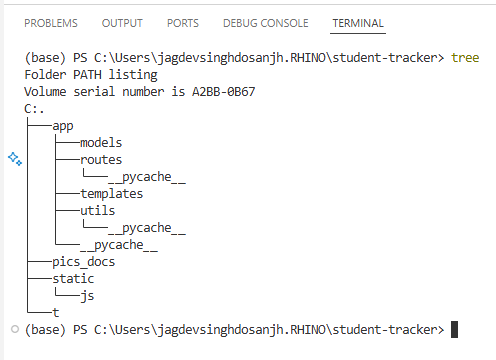 PROBLEMS OUTPUT PORTS DEBUG CONSOLE TERMINAL
(base) PS C:\Users\jagdevsinghdosanjh.RHINO\student-tracker> tree
Folder PATH listing
Volume serial number is A2BB-0B67
C:.
├───app
│   ├───models
│   ├───routes
│   │   └───__pycache__
│   ├───templates
│   ├───utils
│   │   └───__pycache__
│   └───__pycache__
├───pics_docs
├───static
│   └───js
└───t
(base) PS C:\Users\jagdevsinghdosanjh.RHINO\student-tracker>